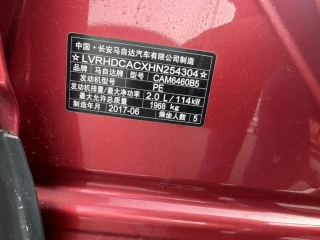 中国·长安马自达汽车有限公司制造
☆LVRHDCACXHN254304☆
品牌 马自达 型号 CAM6460B5
发动机型号 PE
发动机排量/最大净功率 2.0 L / 114 kW
最大允许总质量 1968 kg
制造年月 2017-06 乘坐人数 5